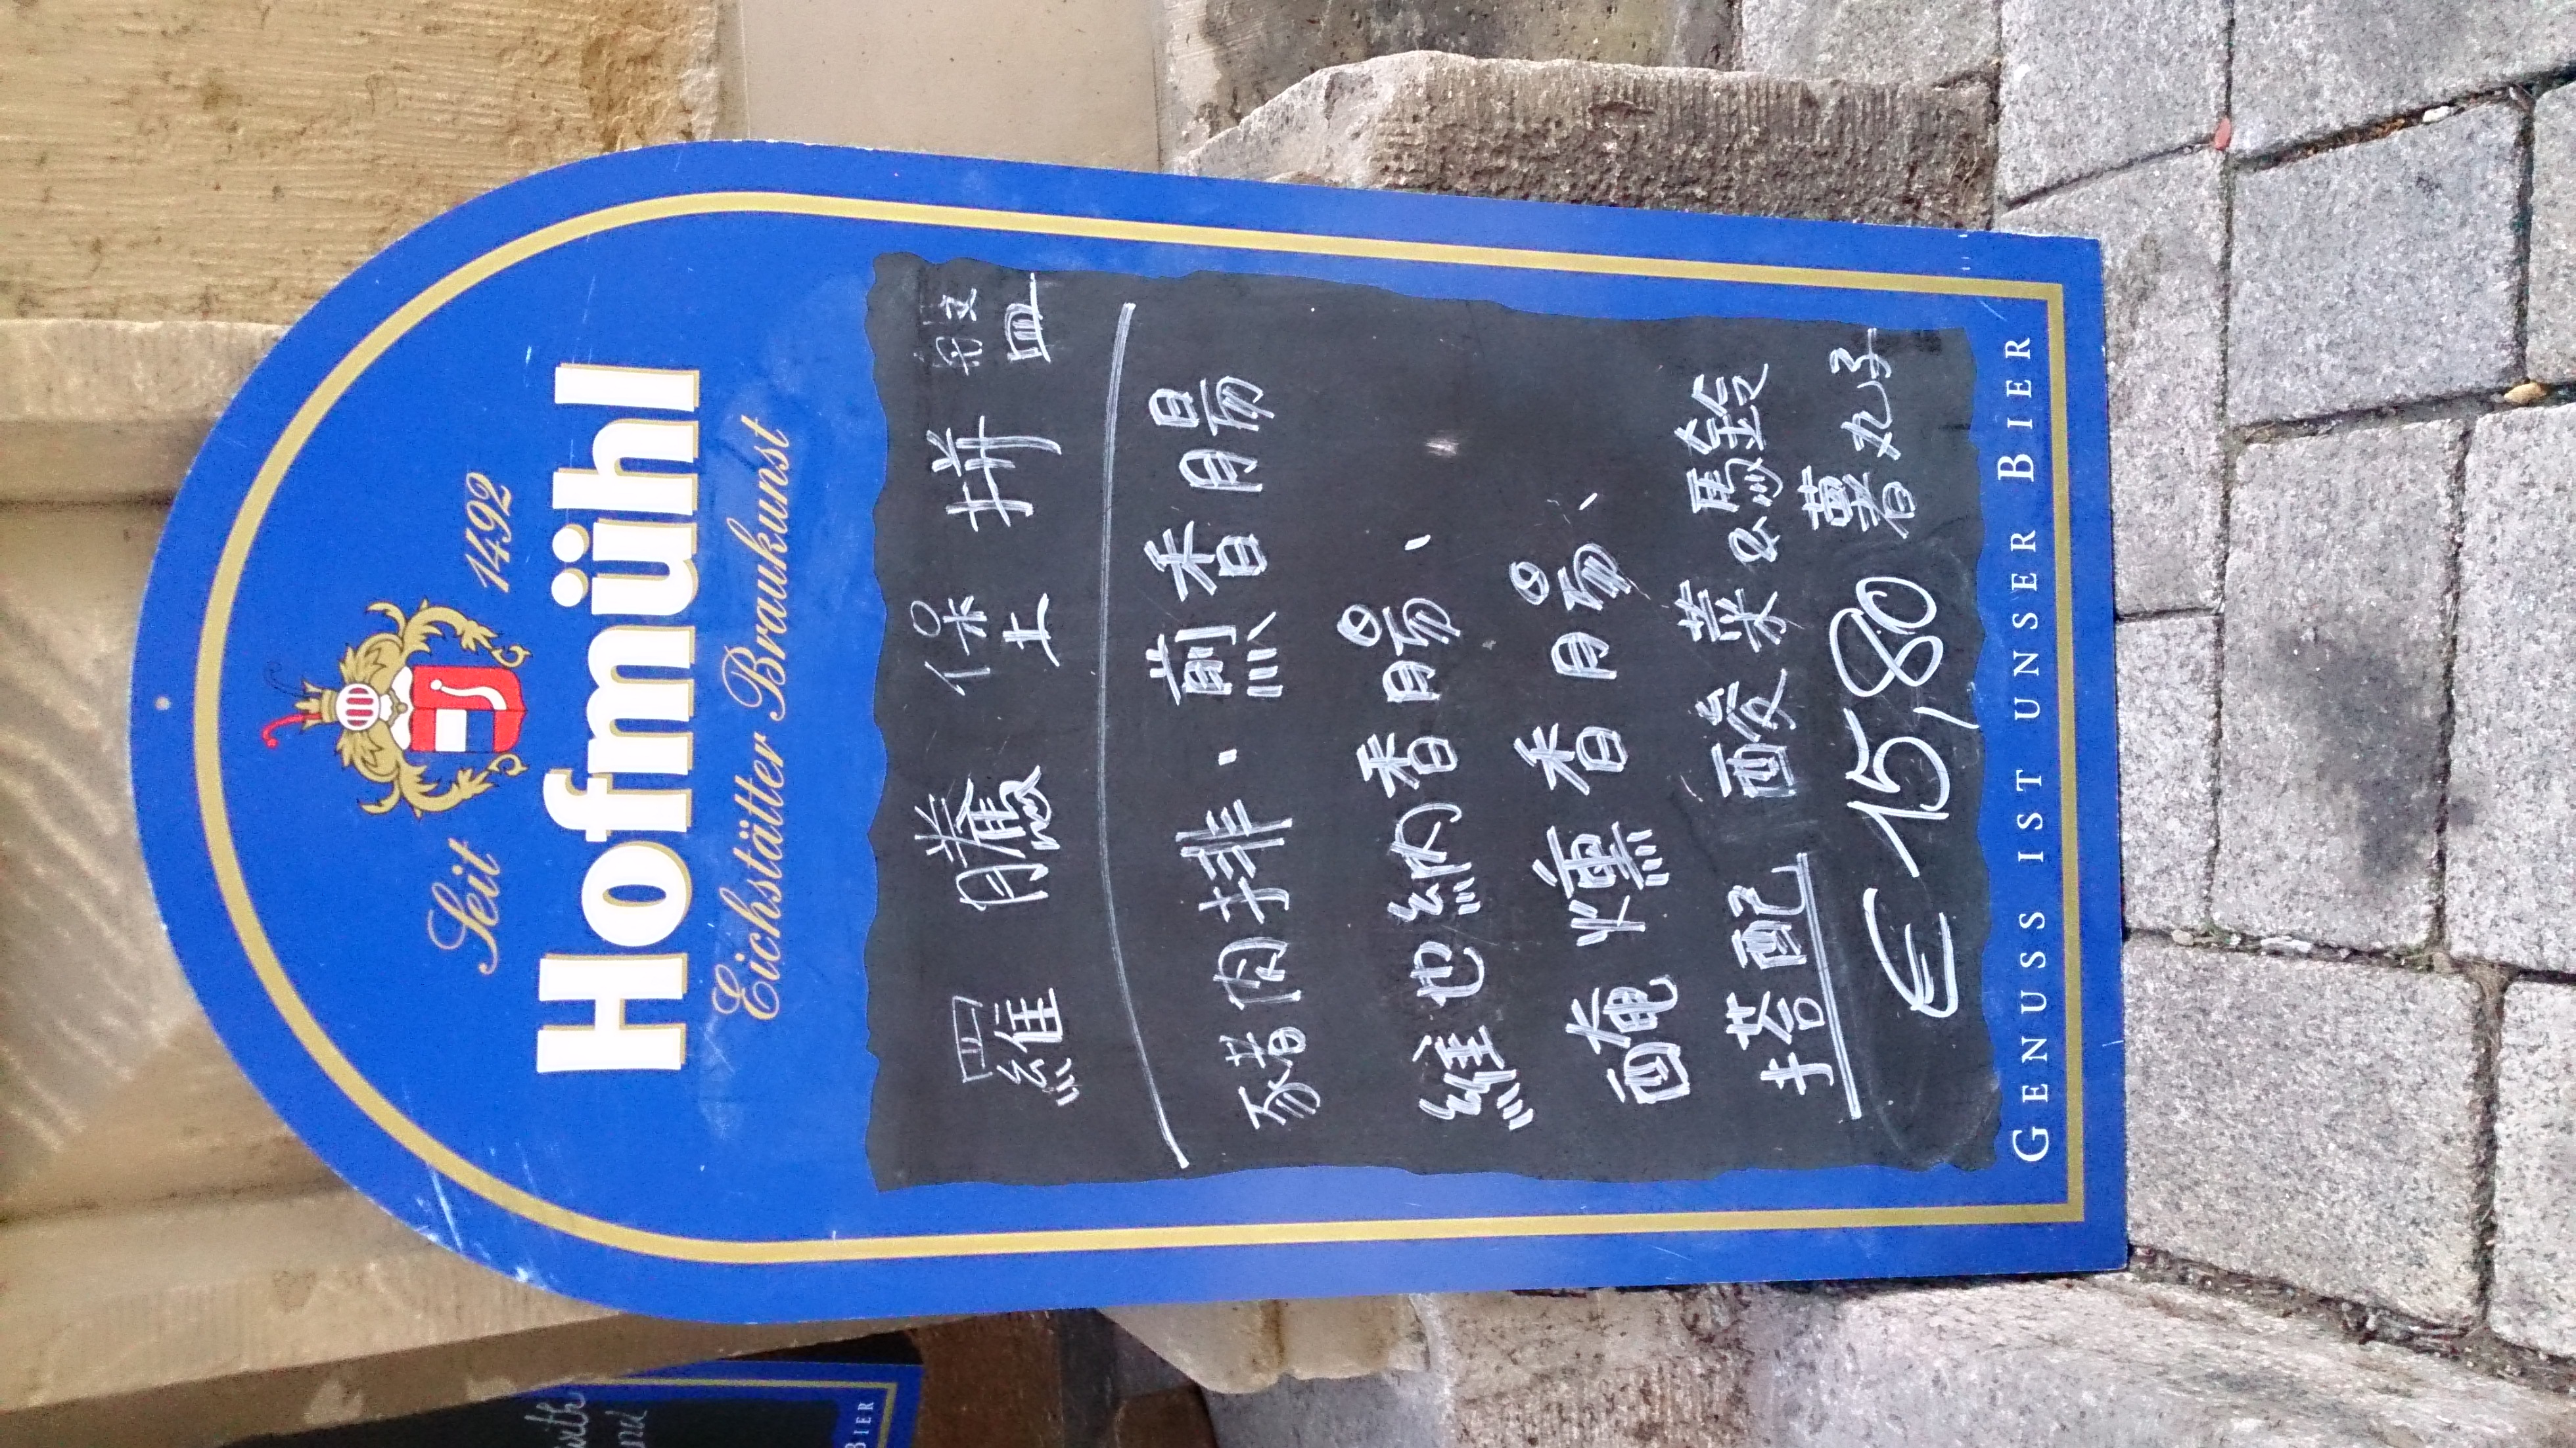 Seit 1492
Hofmühl
Eichstätter Braukunst
羅騰堡拼盤
豬肉排、煎香腸
維也納香腸、
醃燻香腸、
搭配 酸菜&馬鈴
薯丸子
€ 15,80
GENUSS IST UNSER BIER
with
BIER